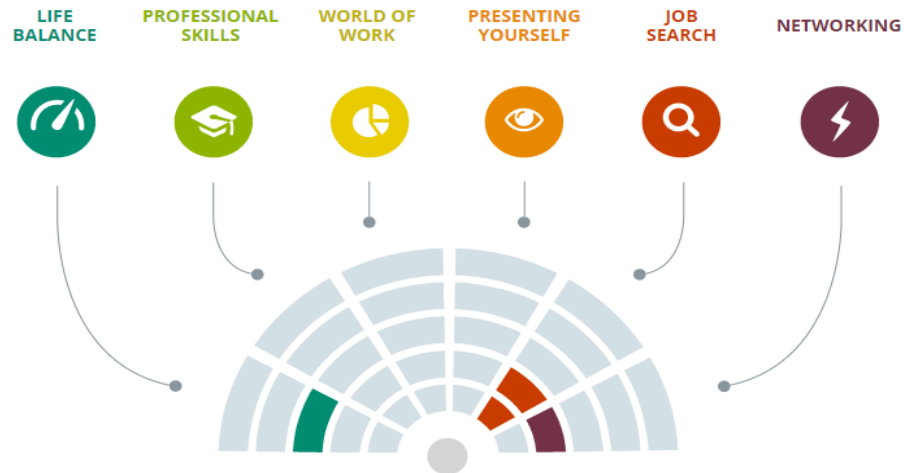 LIFE
BALANCE
PROFESSIONAL
SKILLS
WORLD OF
WORK
PRESENTING
YOURSELF
JOB
SEARCH
NETWORKING